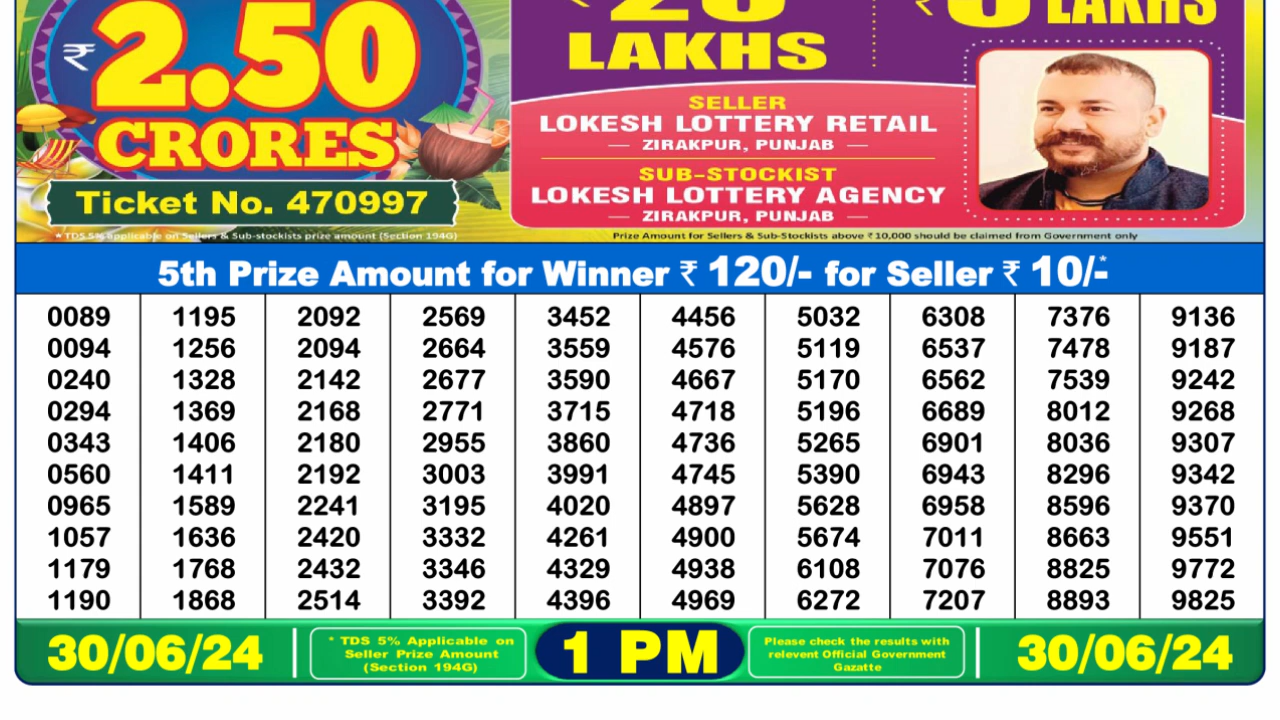 ₹ 2.50
CRORES
Ticket No. 470997
* TDS 5% Applicable on Sellers & Sub-stockists prize amount (Section 194G)
LAKHS
LAKHS
SELLER
LOKESH LOTTERY RETAIL
— ZIRAKPUR, PUNJAB —
SUB-STOCKIST
LOKESH LOTTERY AGENCY
— ZIRAKPUR, PUNJAB —
Prize Amount for Sellers & Sub-Stockists above ₹10,000 should be claimed from Government only
5th Prize Amount for Winner ₹ 120/- for Seller ₹ 10/-*
0089 1195 2092 2569 3452 4456 5032 6308 7376 9136
0094 1256 2094 2664 3559 4576 5119 6537 7478 9187
0240 1328 2142 2677 3590 4667 5170 6562 7539 9242
0294 1369 2168 2771 3715 4718 5196 6689 8012 9268
0343 1406 2180 2955 3860 4736 5265 6901 8036 9307
0560 1411 2192 3003 3991 4745 5390 6943 8296 9342
0965 1589 2241 3195 4020 4897 5628 6958 8596 9370
1057 1636 2420 3332 4261 4900 5674 7011 8663 9551
1179 1768 2432 3346 4329 4938 6108 7076 8825 9772
1190 1868 2514 3392 4396 4969 6272 7207 8893 9825
30/06/24
* TDS 5% Applicable on
Seller Prize Amount
(Section 194G)
1 PM
Please check the results with
relevent Official Government
Gazatte
30/06/24